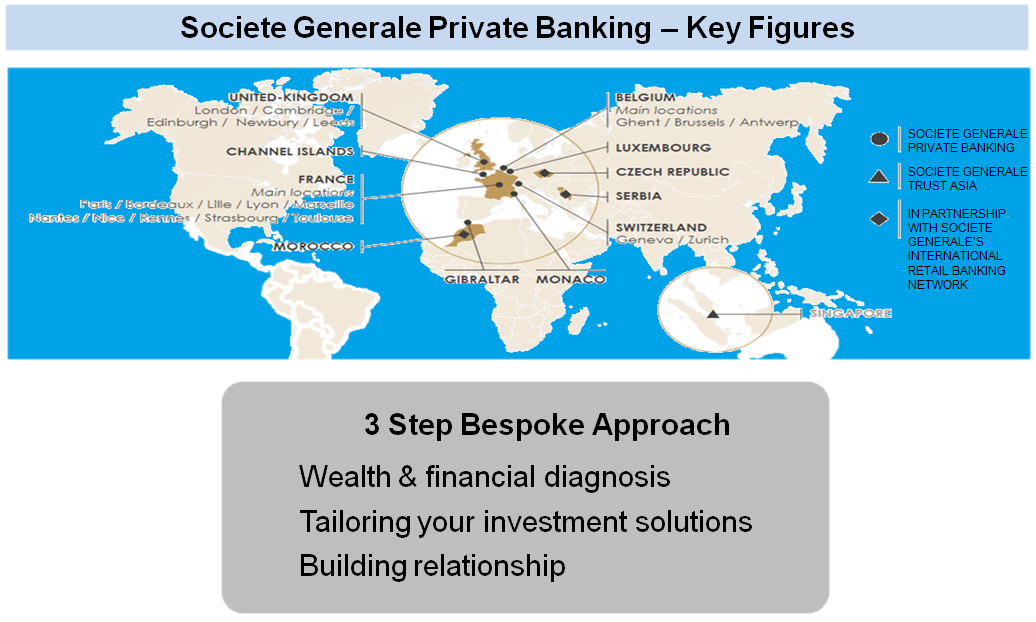 Societe Generale Private Banking – Key Figures
UNITED-KINGDOM
London / Cambridge /
Edinburgh / Newbury / Leeds
CHANNEL ISLANDS
FRANCE
Main locations
Paris / Bordeaux / Lille / Lyon / Marseille
Nantes / Nice / Rennes / Strasbourg / Toulouse
MOROCCO
GIBRALTAR
MONACO
BELGIUM
Main locations
Ghent / Brussels / Antwerp
LUXEMBOURG
CZECH REPUBLIC
SERBIA
SWITZERLAND
Geneva / Zurich
SINGAPORE
SOCIETE GENERALE
PRIVATE BANKING
SOCIETE GENERALE
TRUST ASIA
IN PARTNERSHIP
WITH SOCIETE
GENERALE'S
INTERNATIONAL
RETAIL BANKING
NETWORK
3 Step Bespoke Approach
Wealth & financial diagnosis
Tailoring your investment solutions
Building relationship